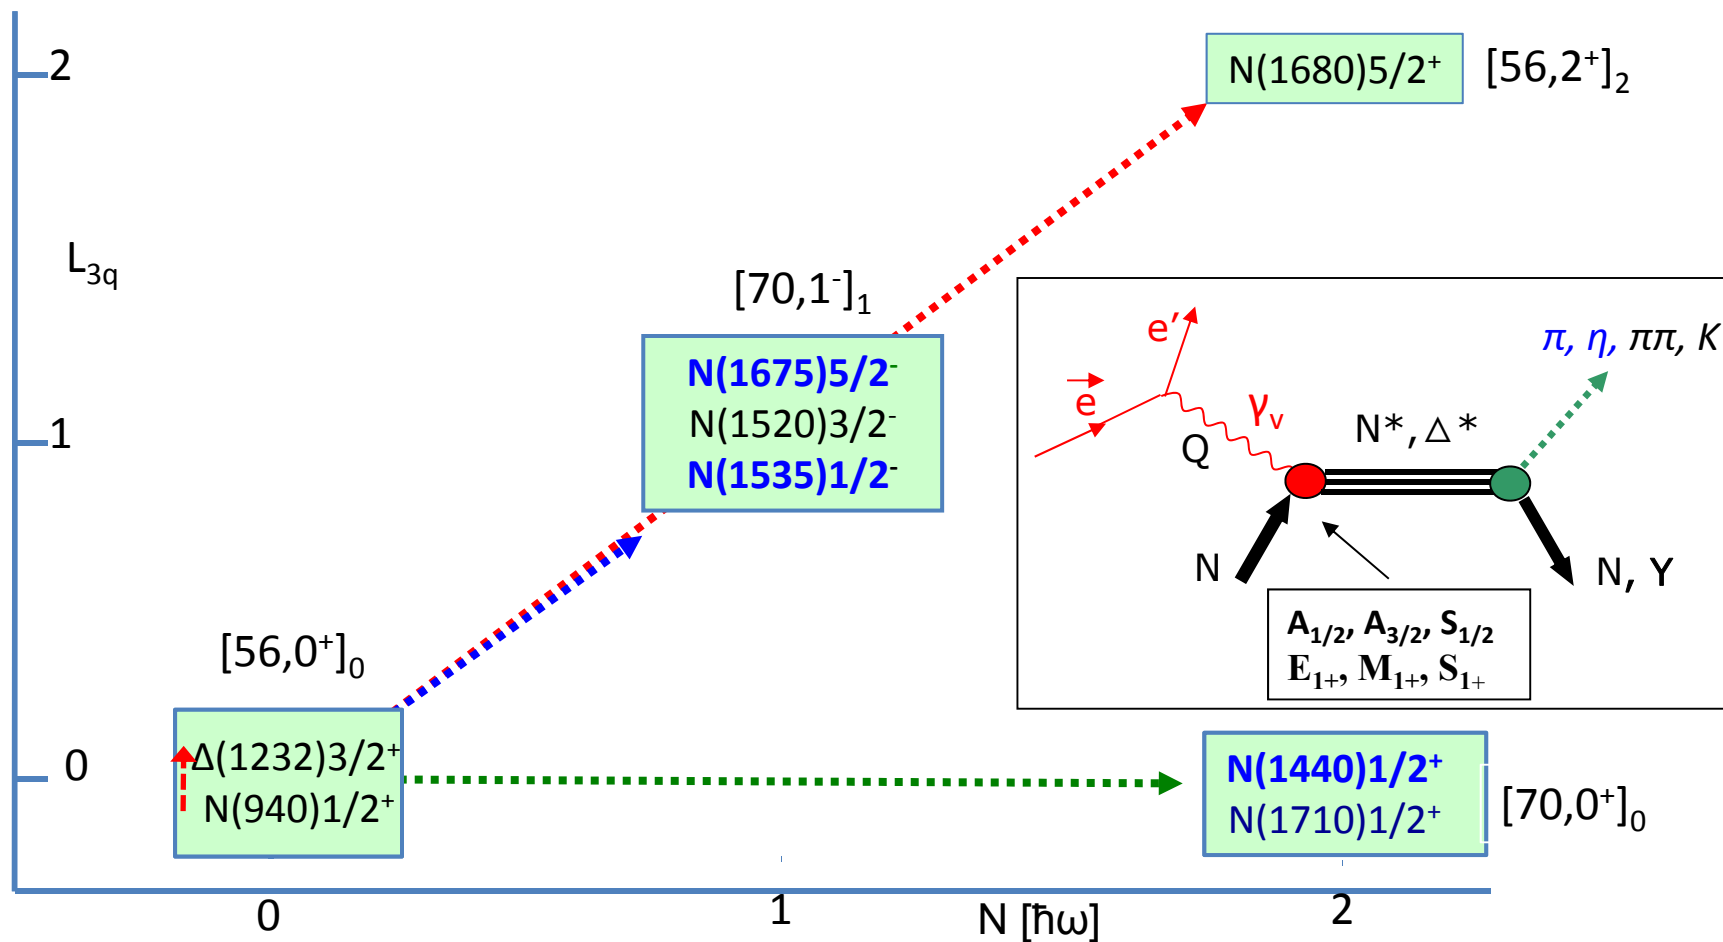 2
N(1680)5/2⁺ [56,2⁺]₂
L₃q
[70,1⁻]₁
N(1675)5/2⁻
N(1520)3/2⁻
N(1535)1/2⁻
1
e′
π, η, ππ, K
e
γᵥ
N*, △*
Q
N
N, Y
A₁/₂, A₃/₂, S₁/₂
E₁₊, M₁₊, S₁₊
[56,0⁺]₀
0
Δ(1232)3/2⁺
N(940)1/2⁺
N(1440)1/2⁺
N(1710)1/2⁺
[70,0⁺]₀
0 1 N [ħω] 2